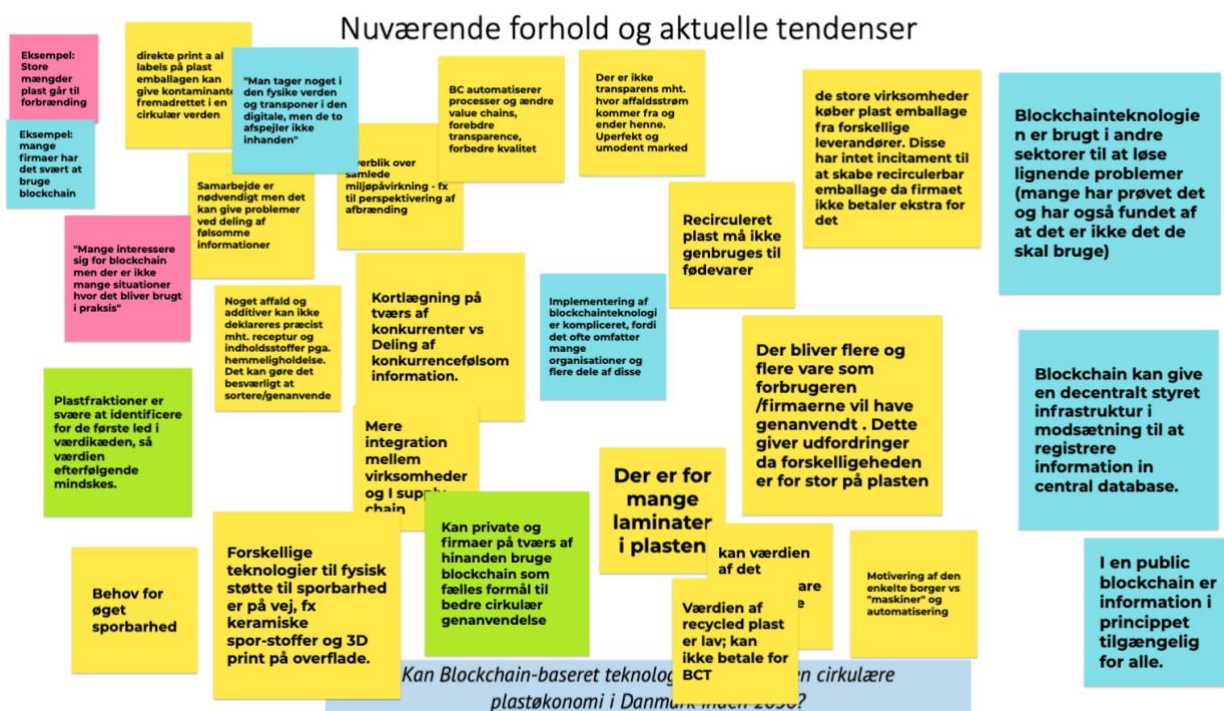 Nuværende forhold og aktuelle tendenser
Eksempel:
Store
mængder
plast går til
forbrænding
Eksempel:
mange
firmaer har
det svært at
bruge
blockchain
direkte print a al
labels på plast
emballagen kan
give kontaminante
fremadrettet i en
cirkulær verden
"Man tager noget i
den fysike verden
og transponer i den
digitale, men de to
afspejler ikke
inhanden"
BC automatiserer
processer og ændre
value chains,
forebdre
transparence,
forbedre kvalitet
Der er ikke
transparens mht.
hvor affaldsstrøm
kommer fra og
ender henne.
Uperfekt og
umodent marked
de store virksomheder
køber plast emballage
fra forskellige
leverandører. Disse
har intet incitament til
at skabe recirculerbar
emballage da firmaet
ikke betaler ekstra for
det
Blockchainteknologie
n er brugt i andre
sektorer til at løse
lignende problemer
(mange har prøvet det
og har også fundet af
at det er ikke det de
skal bruge)
Samarbejde er
nødvendigt men det
kan give problemer
ved deling af
følsomme
informationer
over
samlede
miljøpåvirkning - fx
til perspektivering af
afbrænding
Recirculeret
plast må ikke
genbruges til
fødevarer
"Mange interessere
sig for blockchain
men der er ikke
mange situationer
hvor det bliver brugt
i praksis"
Noget affald og
additiver kan ikke
deklareres præcist
mht. receptur og
indholdsstoffer pga.
hemmeligholdelse.
Det kan gøre det
besværligt at
sortere/genanvende
Kortlægning på
tværs af
konkurrenter vs
Deling af
konkurrencefølsom
information.
Implementering af
blockchainteknologi
er kompliceret, fordi
det ofte omfatter
mange
organisationer og
flere dele af disse
Der bliver flere og
flere vare som
forbrugeren
/firmaerne vil have
genanvendt . Dette
giver udfordringer
da forskelligeheden
er for stor på plasten
Blockchain kan give
en decentralt styret
infrastruktur i
modsætning til at
registrere
information in
central database.
Plastfraktioner er
svære at identificere
for de første led i
værdikæden, så
værdien
efterfølgende
mindskes.
Mere
integration
mellem
virksomheder
og I supply
chain
Der er for
mange
laminater
i plasten
Kan private og
firmaer på tværs af
hinanden bruge
blockchain som
fælles formål til
bedre cirkulær
genanvendelse
Behov for
øget
sporbarhed
Forskellige
teknologier til fysisk
støtte til sporbarhed
er på vej, fx
keramiske
spor-stoffer og 3D
print på overflade.
kan værdien
af det
Værdien af
recycled plast
er lav; kan
ikke betale for
BCT
Motivering af den
enkelte borger vs
"maskiner" og
automatisering
I en public
blockchain er
information i
princippet
tilgængelig
for alle.
Kan Blockchain-baseret teknolog en cirkulære
plastøkonomi i Danmark inden 2030?